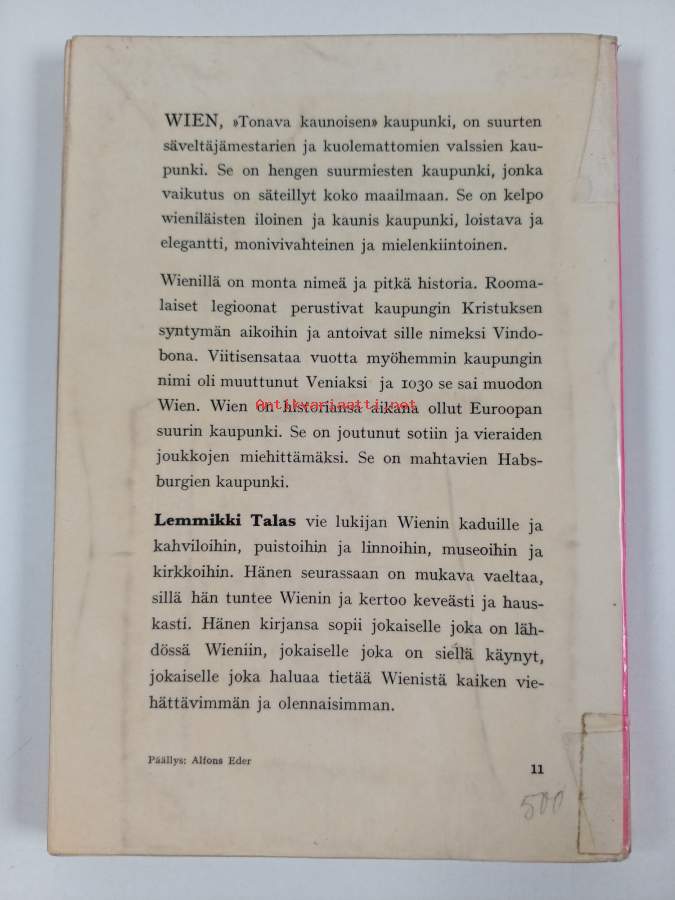 WIEN, »Tonava kaunoisen» kaupunki, on suurten
säveltäjämestarien ja kuolemattomien valssien kau-
punki. Se on hengen suurmiesten kaupunki, jonka
vaikutus on säteillyt koko maailmaan. Se on kelpo
wieniläisten iloinen ja kaunis kaupunki, loistava ja
elegantti, monivivahteinen ja mielenkiintoinen.
Wienillä on monta nimeä ja pitkä historia. Rooma-
laiset legioonat perustivat kaupungin Kristuksen
syntymän aikoihin ja antoivat sille nimeksi Vindo-
bona. Viitisensataa vuotta myöhemmin kaupungin
nimi oli muuttunut Veniaksi ja 1030 se sai muodon
Wien. Wien on historiansa aikana ollut Euroopan
Antikvariaatti.net
suurin kaupunki. Se on joutunut sotiin ja vieraiden
joukkojen miehittämäksi. Se on mahtavien Habs-
burgien kaupunki.
Lemmikki Talas vie lukijan Wienin kaduille ja
kahviloihin, puistoihin ja linnoihin, museoihin ja
kirkkoihin. Hänen seurassaan on mukava vaeltaa,
sillä hän tuntee Wienin ja kertoo keveästi ja haus-
kasti. Hänen kirjansa sopii jokaiselle joka on läh-
dössä Wieniin, jokaiselle joka on siellä käynyt,
jokaiselle joka haluaa tietää Wienistä kaiken vie-
hättävimmän ja olennaisimman.
Päällys: Alfons Eder
11
500